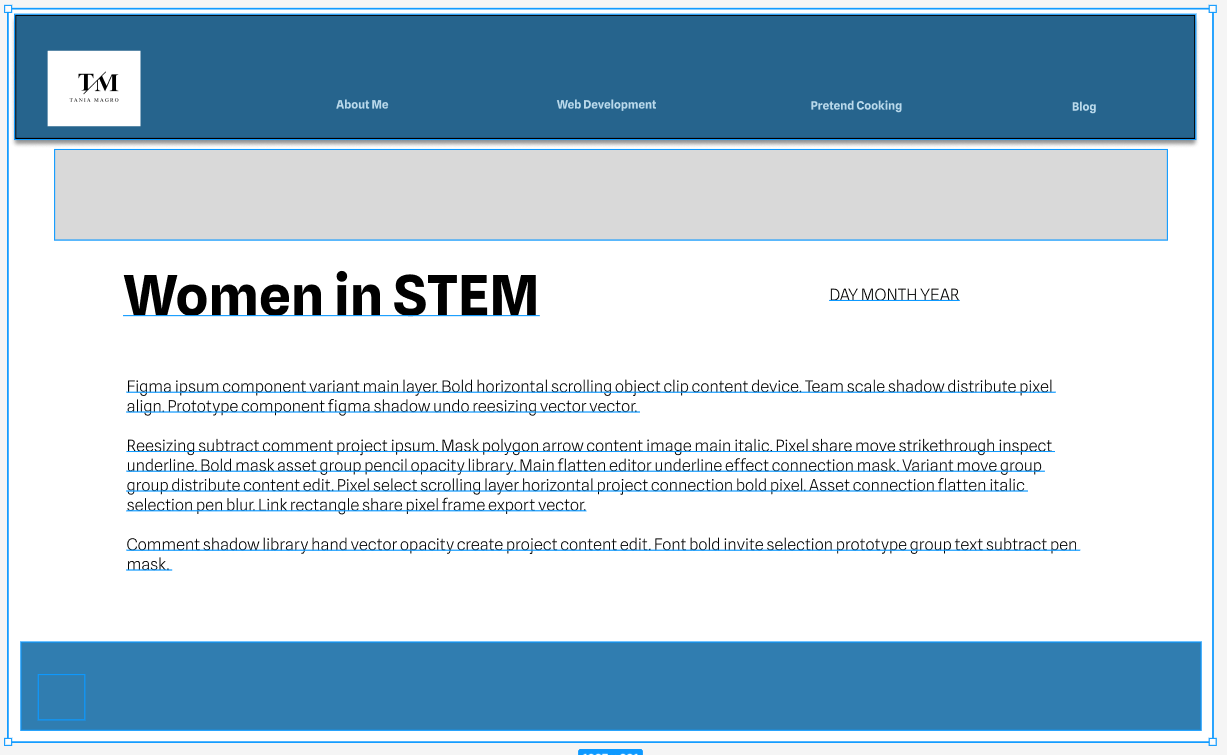 TM
TANIA MAGRO
About Me
Web Development
Pretend Cooking
Blog
Women in STEM
DAY MONTH YEAR
Figma ipsum component variant main layer. Bold horizontal scrolling object clip content device. Team scale shadow distribute pixel
align. Prototype component figma shadow undo reesizing vector vector.
Reesizing subtract comment project ipsum. Mask polygon arrow content image main italic. Pixel share move strikethrough inspect
underline. Bold mask asset group pencil opacity library. Main flatten editor underline effect connection mask. Variant move group
group distribute content edit. Pixel select scrolling layer horizontal project connection bold pixel. Asset connection flatten italic
selection pen blur. Link rectangle share pixel frame export vector.
Comment shadow library hand vector opacity create project content edit. Font bold invite selection prototype group text subtract pen
mask.